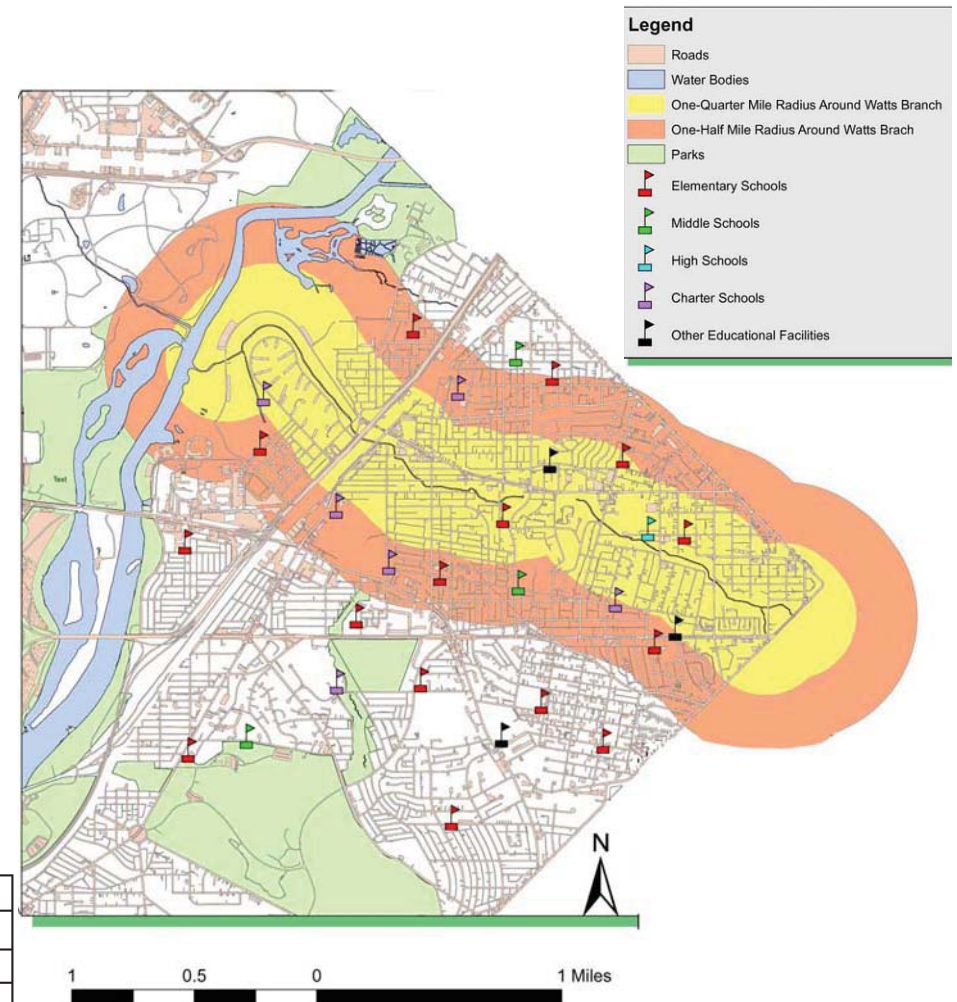 Legend
Roads
Water Bodies
One-Quarter Mile Radius Around Watts Branch
One-Half Mile Radius Around Watts Brach
Parks
Elementary Schools
Middle Schools
High Schools
Charter Schools
Other Educational Facilities
Text
N
1 0.5 0 1 Miles